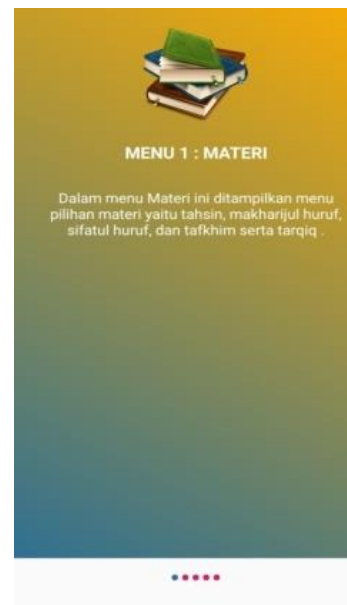 MENU 1 : MATERI
Dalam menu Materi ini ditampilkan menu
pilihan materi yaitu tahsin, makharijul huruf,
sifatul huruf, dan tafkhim serta tarqiq .